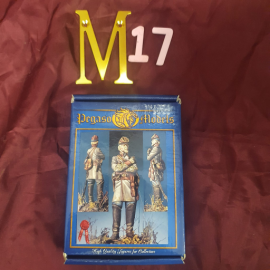 M17
Pegaso Models
High Quality Figures for Collectors